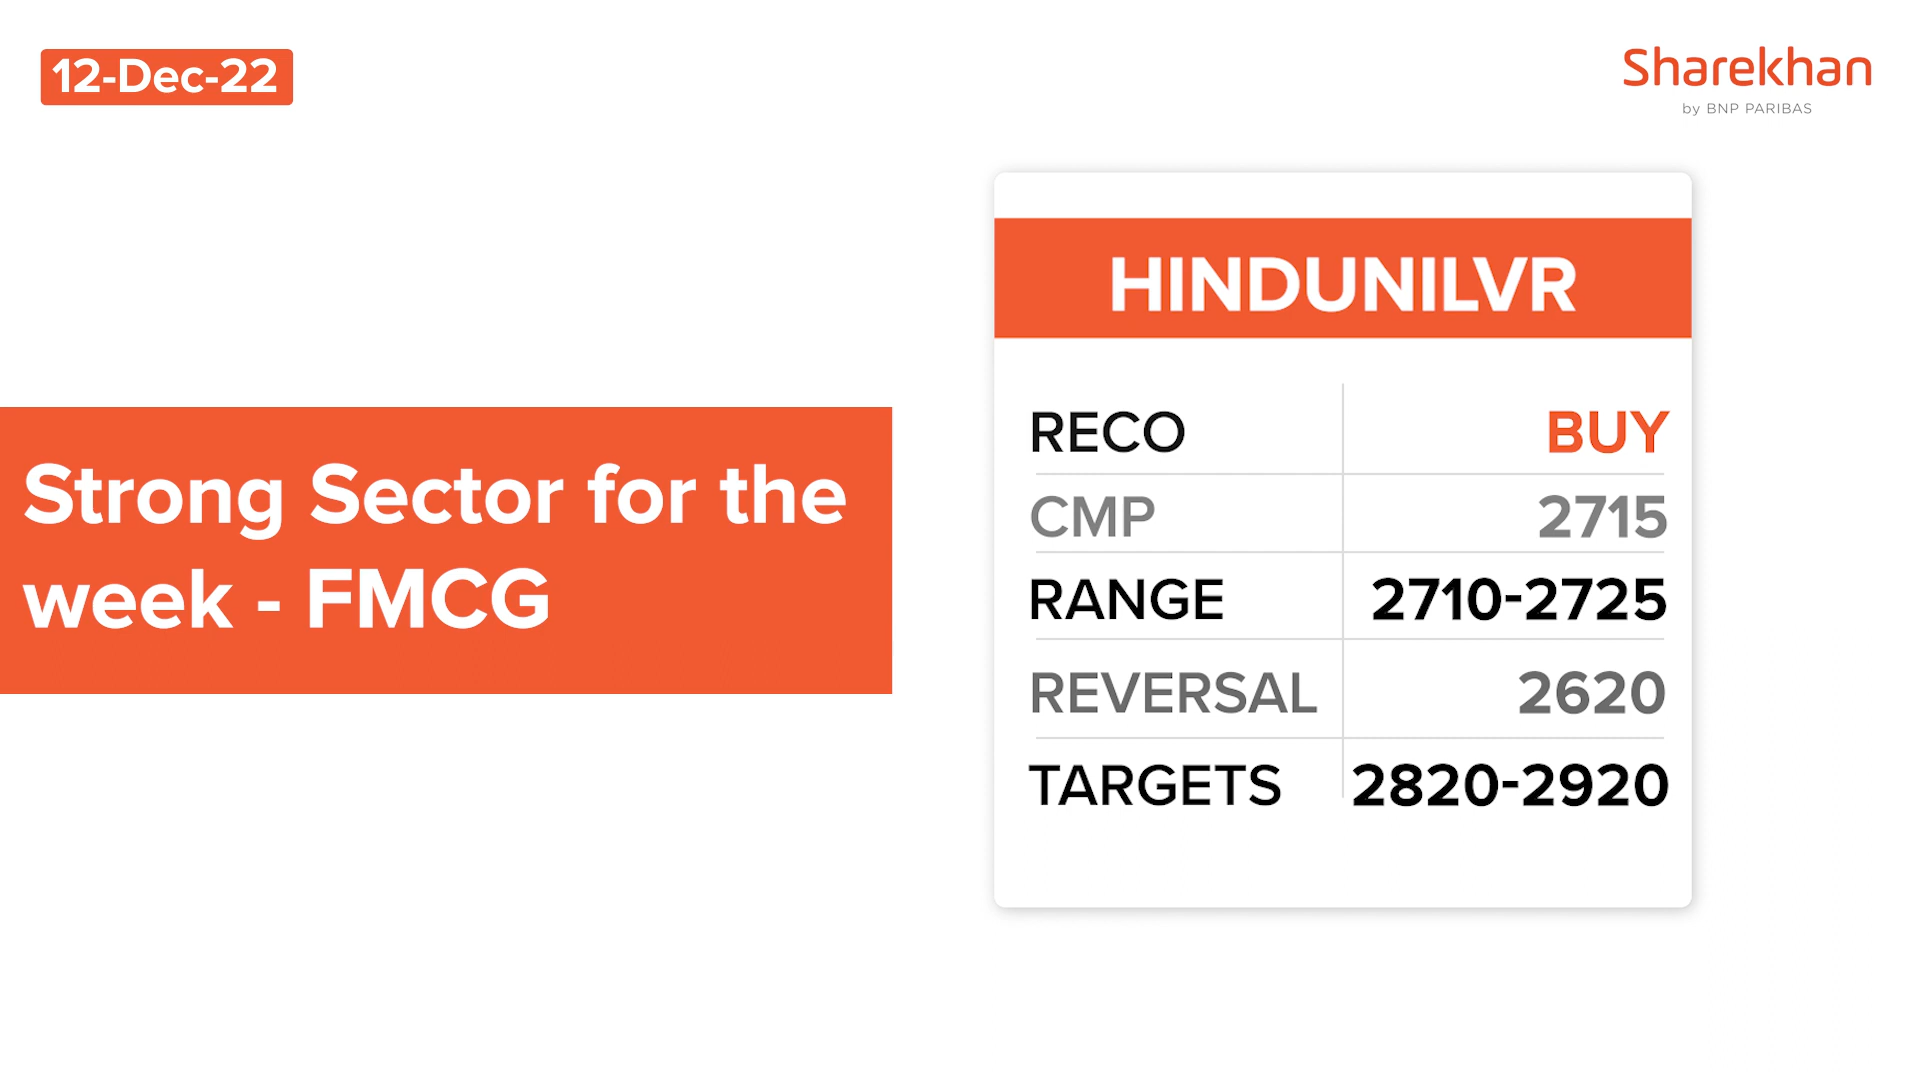 12-Dec-22
Sharekhan
by BNP PARIBAS
Strong Sector for the
week - FMCG
HINDUNILVR
RECO BUY
CMP 2715
RANGE 2710-2725
REVERSAL 2620
TARGETS 2820-2920